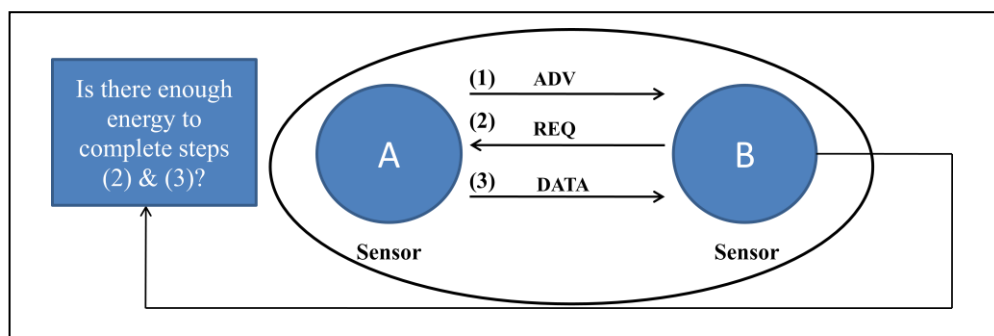 Is there enough
energy to
complete steps
(2) & (3)?
A
(1) ADV
(2) REQ
(3) DATA
B
Sensor
Sensor